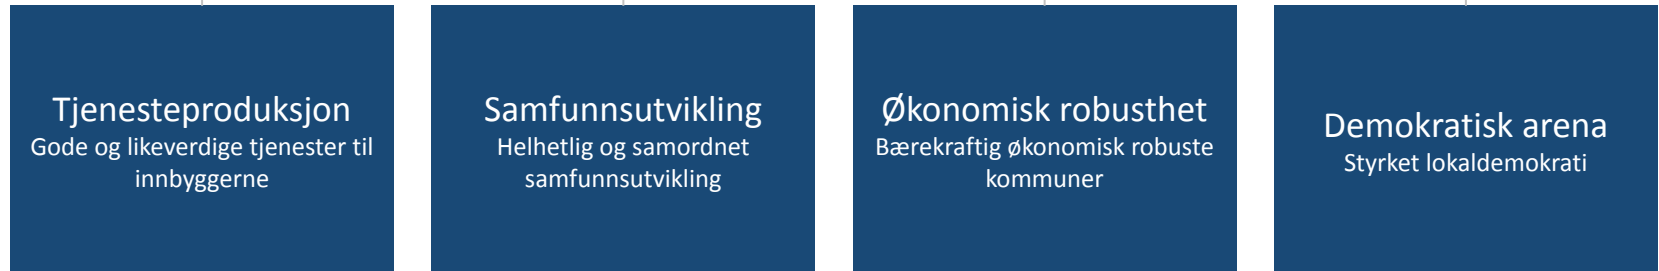 Tjenesteproduksjon
Gode og likeverdige tjenester til
innbyggerne
Samfunnsutvikling
Helhetlig og samordnet
samfunnsutvikling
Økonomisk robusthet
Bærekraftig økonomisk robuste
kommuner
Demokratisk arena
Styrket lokaldemokrati